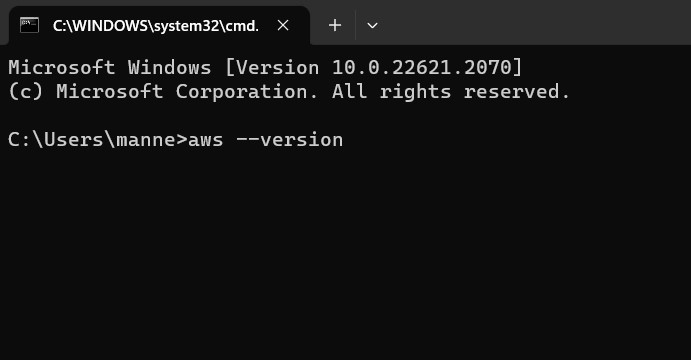 C:\WINDOWS\system32\cmd.
Microsoft Windows [Version 10.0.22621.2070]
(c) Microsoft Corporation. All rights reserved.
C:\Users\manne>aws --version